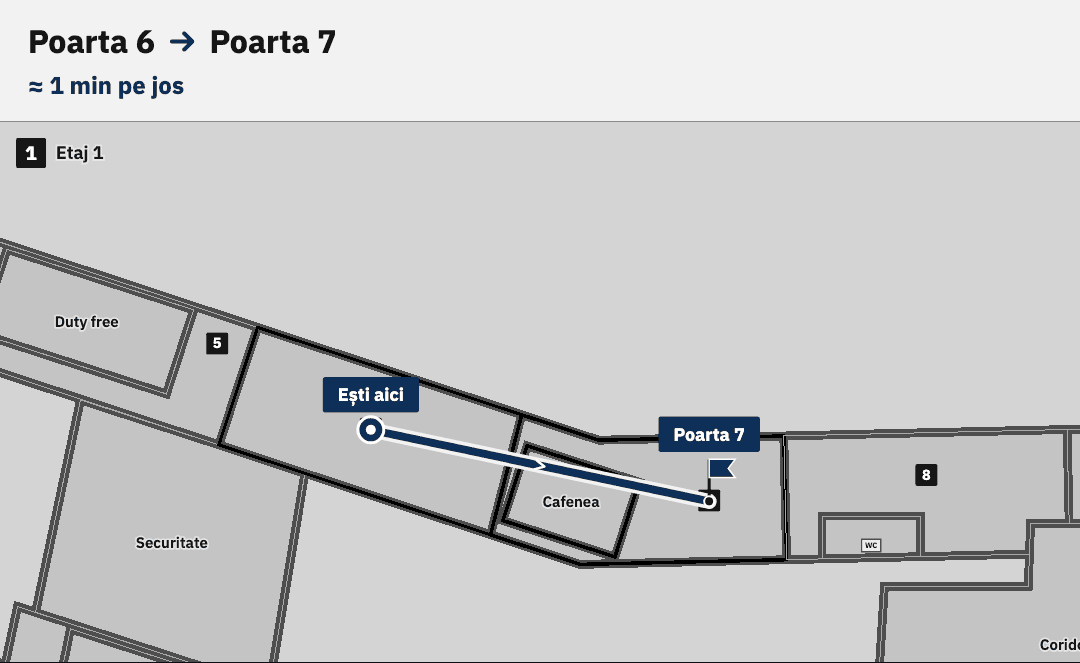 Poarta 6 → Poarta 7
≈ 1 min pe jos
1 Etaj 1
Duty free
5
Ești aici
Poarta 7
8
Cafenea
Securitate
WC